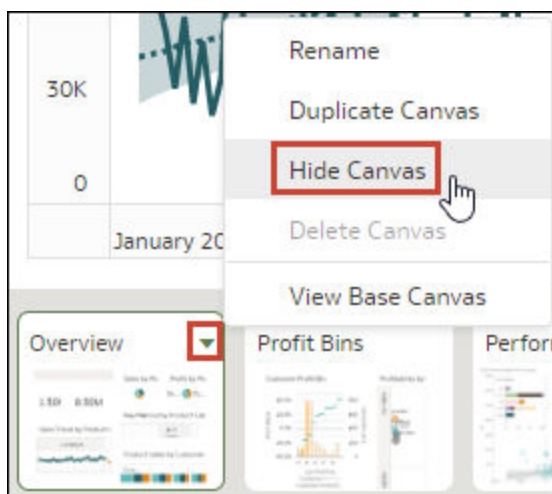 Rename
30K
Duplicate Canvas
Hide Canvas
0
Delete Canvas
January 20
View Base Canvas
Overview
Profit Bins
Perfor